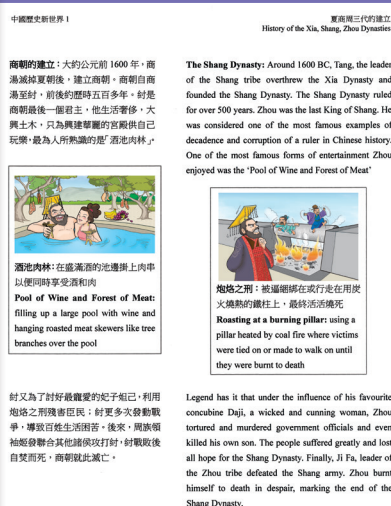 中國歷史新世界 1
夏商周三代的建立
History of the Xia, Shang, Zhou Dynasties
商朝的建立：大約公元前 1600 年，商
湯滅掉夏朝後，建立商朝。商朝自商
湯至紂，前後約歷時五百多年。紂是
商朝最後一個君主，他生活奢侈，大
興土木，只為興建華麗的宮殿供自己
玩樂，最為人所熟識的是「酒池肉林」。
The Shang Dynasty: Around 1600 BC, Tang, the leader
of the Shang tribe overthrew the Xia Dynasty and
founded the Shang Dynasty. The Shang Dynasty ruled
for over 500 years. Zhou was the last King of Shang. He
was considered one of the most famous examples of
decadence and corruption of a ruler in Chinese history.
One of the most famous forms of entertainment Zhou
enjoyed was the ‘Pool of Wine and Forest of Meat’
酒池肉林：在盛滿酒的池邊掛上肉串
以便同時享受酒和肉
Pool of Wine and Forest of Meat:
filling up a large pool with wine and
hanging roasted meat skewers like tree
branches over the pool
炮烙之刑：被逼綑綁在或行走在用炭
火燒熱的鐵柱上，最終活活燒死
Roasting at a burning pillar: using a
pillar heated by coal fire where victims
were tied on or made to walk on until
they were burnt to death
紂又為了討好最寵愛的妃子妲己，利用
炮烙之刑殘害臣民；紂更多次發動戰
爭，導致百姓生活困苦。後來，周族領
袖姬發聯合其他諸侯攻打紂，紂戰敗後
自焚而死，商朝就此滅亡。
Legend has it that under the influence of his favourite
concubine Daji, a wicked and cunning woman, Zhou
tortured and murdered government officials and even
killed his own son. The people suffered greatly and lost
all hope for the Shang Dynasty. Finally, Ji Fa, leader of
the Zhou tribe defeated the Shang army. Zhou burnt
himself to death in despair, marking the end of the
Shang Dynasty.